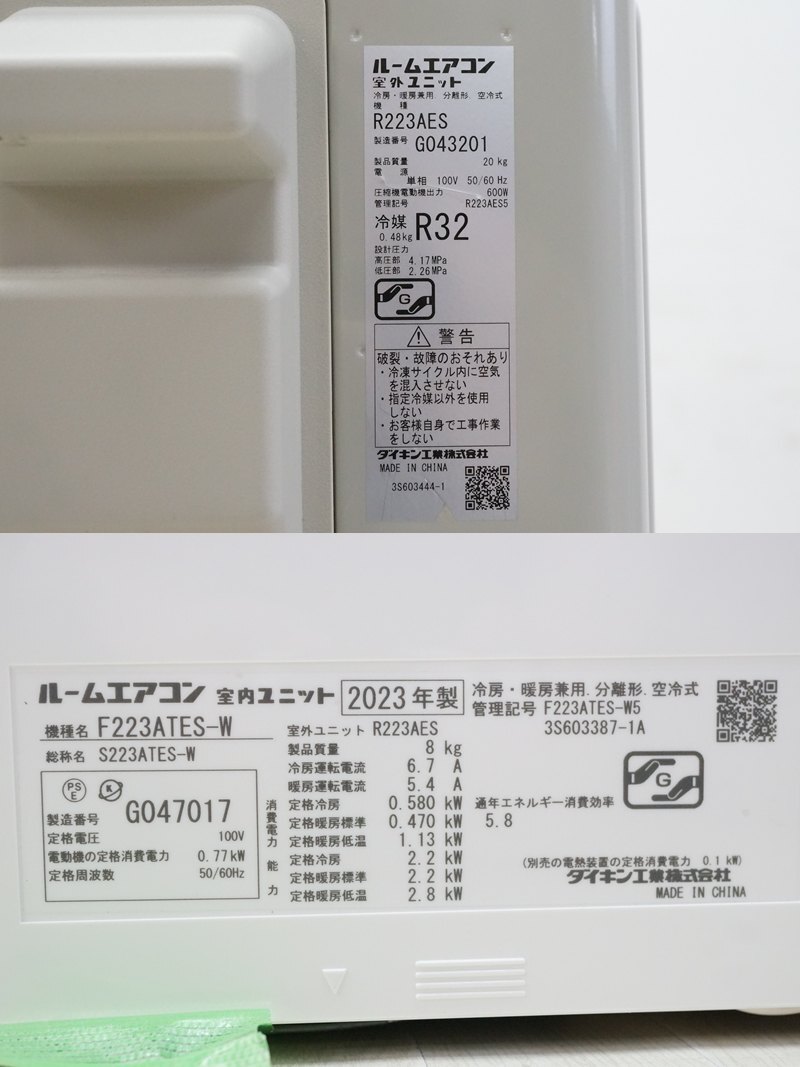 ルームエアコン
室外ユニット
冷房・暖房兼用. 分離形. 空冷式
機 種
R223AES
製造番号 G043201
製品質量 20 kg
電 源
単相 100V 50/60 Hz
圧縮機電動機出力 600W
管理記号 R223AES5
冷媒 R32
0.48kg
設計圧力
高圧部 4.17MPa
低圧部 2.26MPa
G
警告
破裂・故障のおそれあり
・冷凍サイクル内に空気
を混入させない
・指定冷媒以外を使用
しない
・お客様自身で工事作業
をしない
ダイキン工業株式会社
MADE IN CHINA
3S603444-1
ルームエアコン 室内ユニット 2023年製 冷房・暖房兼用. 分離形. 空冷式
管理記号 F223ATES-W5
3S603387-1A
機種名 F223ATES-W
総称名 S223ATES-W
PS
E
製造番号 G047017
定格電圧 100V
電動機の定格消費電力 0.77kW
定格周波数 50/60Hz
室外ユニット R223AES
製品質量 8 kg
冷房運転電流 6.7 A
暖房運転電流 5.4 A
消費電力
定格冷房 0.580 kW
定格暖房標準 0.470 kW
定格暖房低温 1.13 kW
能力
定格冷房 2.2 kW
定格暖房標準 2.2 kW
定格暖房低温 2.8 kW
通年エネルギー消費効率
5.8
G
(別売の電熱装置の定格消費電力 0.1 kW)
ダイキン工業株式会社
MADE IN CHINA